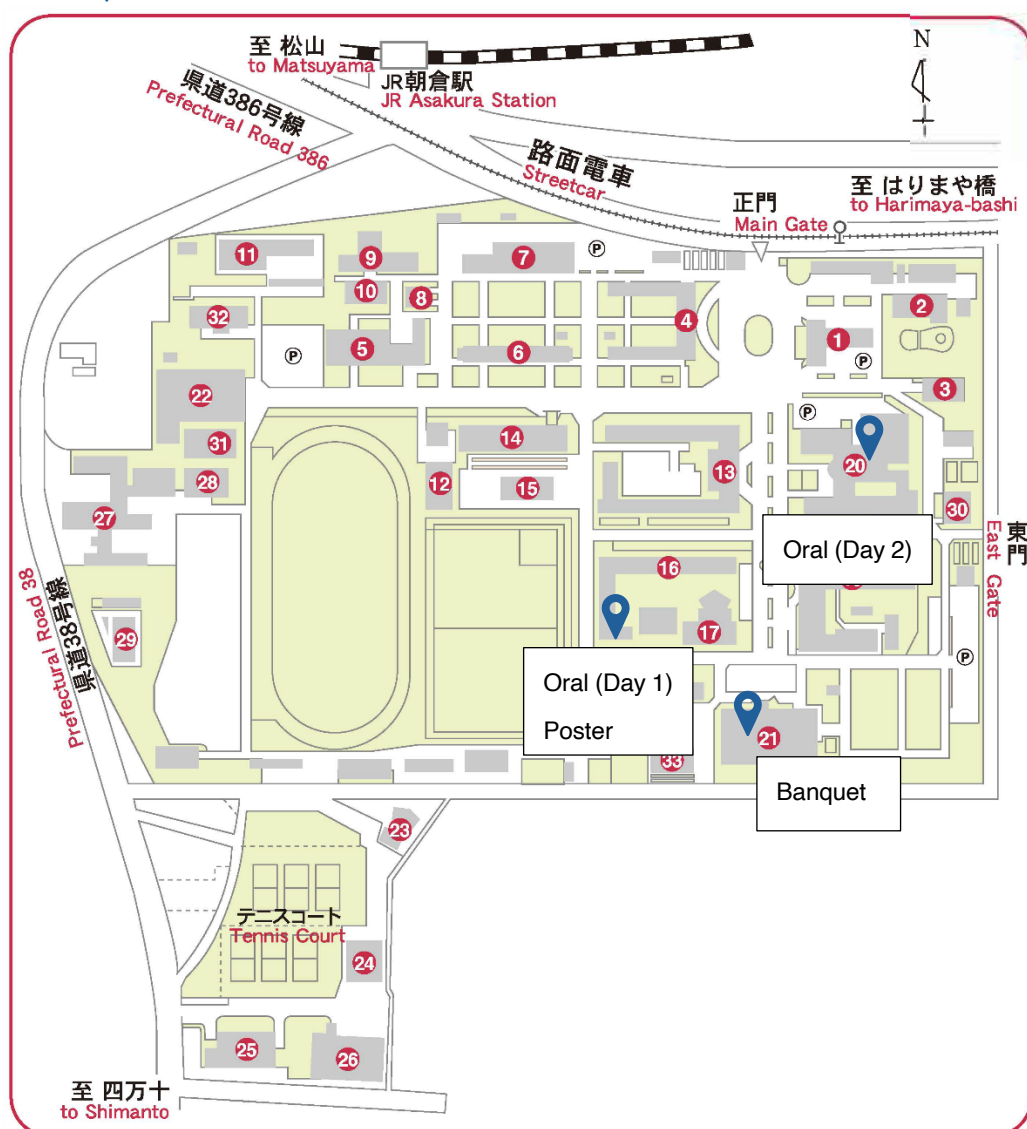 N
至 松山
to Matsuyama
JR朝倉駅
JR Asakura Station
県道386号線
Prefectural Road 386
路面電車
Streetcar
至 はりまや橋
to Harimaya-bashi
正門
Main Gate
11
9
7
P
10
8
2
32
4
1
5
6
P
P
3
22
P
31
14
13
20
28
12
15
30
27
東門
East Gate
Oral (Day 2)
16
県道38号線
Prefectural Road 38
29
17
P
Oral (Day 1)
Poster
21
33
Banquet
23
テニスコート
Tennis Court
24
25
26
至 四万十
to Shimanto